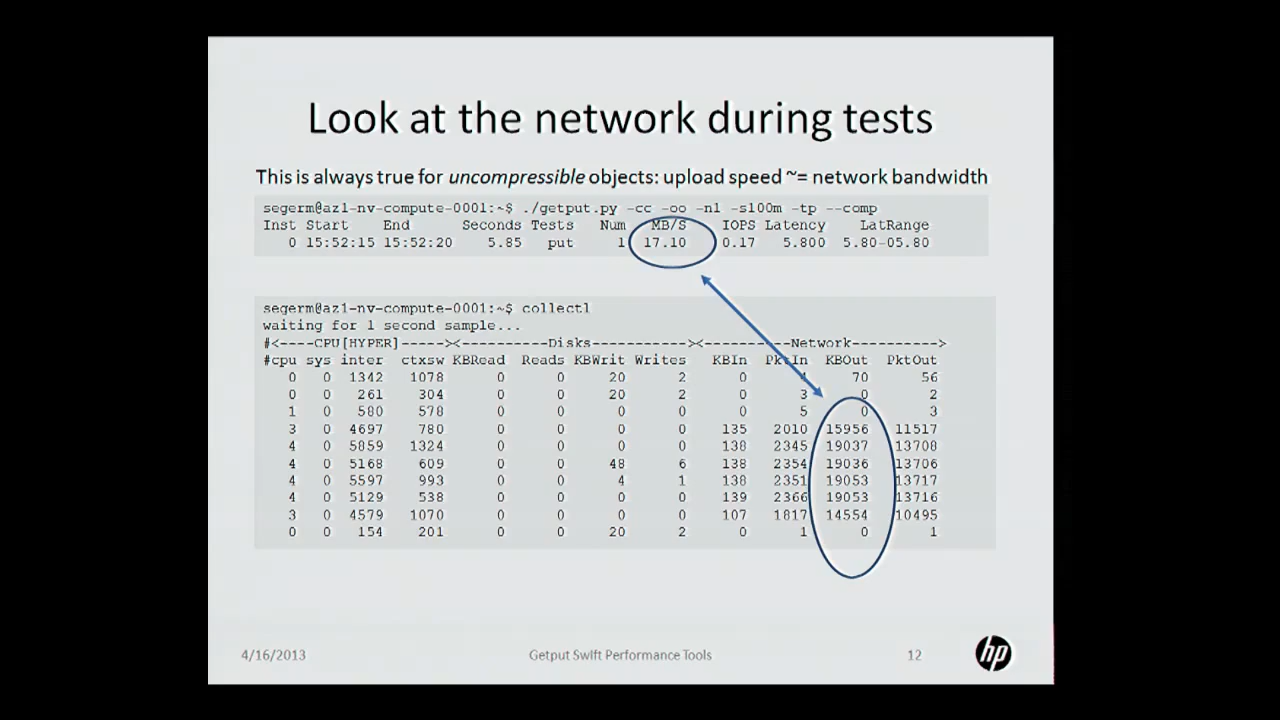 Look at the network during tests
This is always true for uncompressible objects: upload speed ~= network bandwidth
segerm@az1-nv-compute-0001:~$ ./getput.py -cc -oo -n1 -s100m -tp --comp
Inst Start End Seconds Tests Num MB/S IOPS Latency LatRange
0 15:52:15 15:52:20 5.85 put 1 17.10 0.17 5.800 5.80-05.80
segerm@az1-nv-compute-0001:~$ collectl
waiting for 1 second sample...
#<----CPU[HYPER]-----><----------Disks-----------><----------Network---------->
#cpu sys inter ctxsw KBRead Reads KBWrit Writes KBIn PktIn KBOut PktOut
0 0 1342 1078 0 0 20 2 0 4 70 56
0 0 261 304 0 0 20 2 0 3 0 2
1 0 580 578 0 0 0 0 0 5 0 3
3 0 4697 780 0 0 0 0 135 2010 15956 11517
4 0 5859 1324 0 0 0 0 138 2345 19037 13708
4 0 5168 609 0 0 48 6 138 2354 19036 13706
4 0 5597 993 0 0 4 1 138 2351 19053 13717
4 0 5129 538 0 0 0 0 139 2366 19053 13716
3 0 4579 1070 0 0 0 0 107 1817 14554 10495
0 0 154 201 0 0 20 2 0 1 0 1
4/16/2013 Getput Swift Performance Tools 12 hp